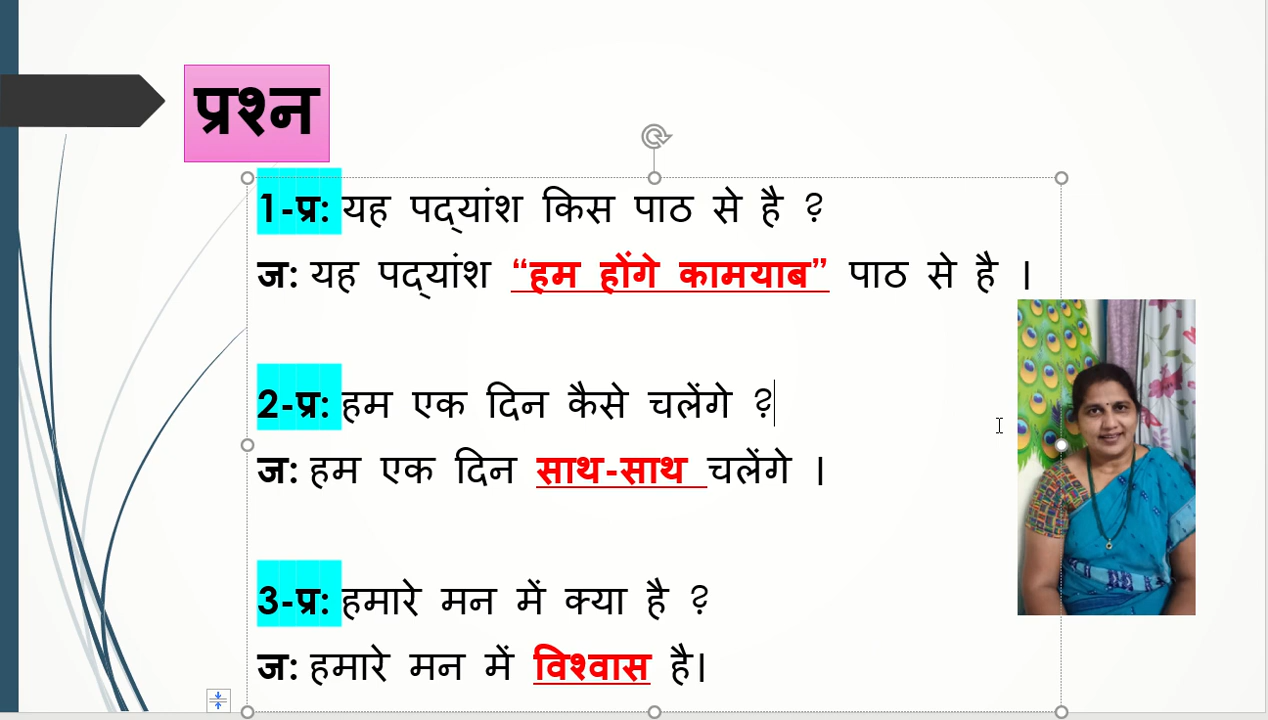 प्रश्न
1-प्र: यह पद्यांश किस पाठ से है ?
ज: यह पद्यांश “हम होंगे कामयाब” पाठ से है ।
2-प्र: हम एक दिन कैसे चलेंगे ?
ज: हम एक दिन साथ-साथ चलेंगे ।
3-प्र: हमारे मन में क्या है ?
ज: हमारे मन में विश्वास है।